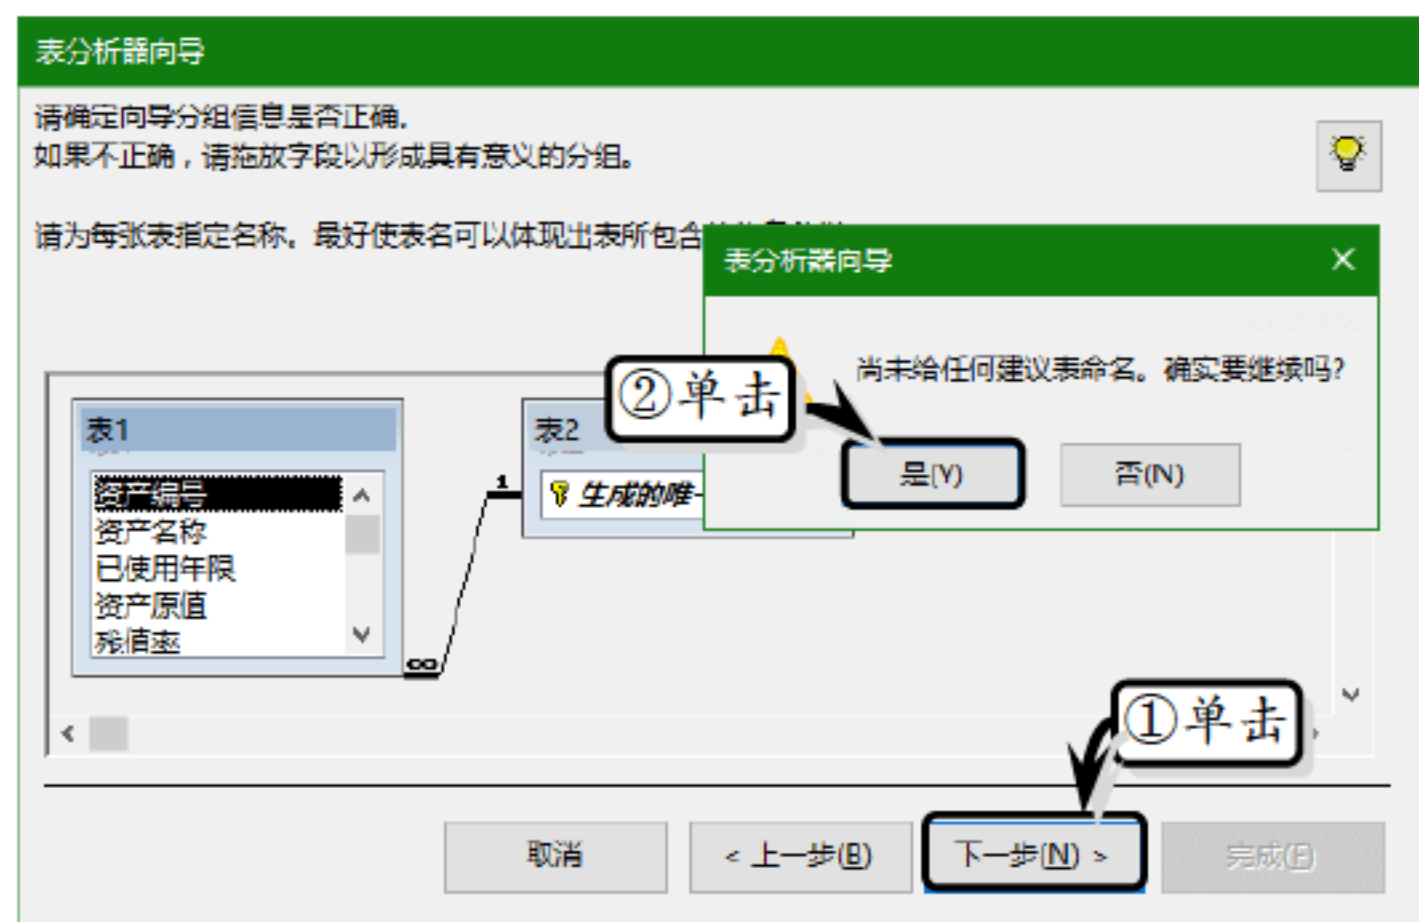 表分析器向导
请确定向导分组信息是否正确。
如果不正确，请拖放字段以形成具有意义的分组。
请为每张表指定名称。最好使表名可以体现出表所包含
表分析器向导
尚未给任何建议表命名。确实要继续吗?
②单击
是(Y)
否(N)
表1
资产编号
资产名称
已使用年限
资产原值
残值率
表2
生成的唯一
1
∞
①单击
取消
< 上一步(B)
下一步(N) >
完成(F)